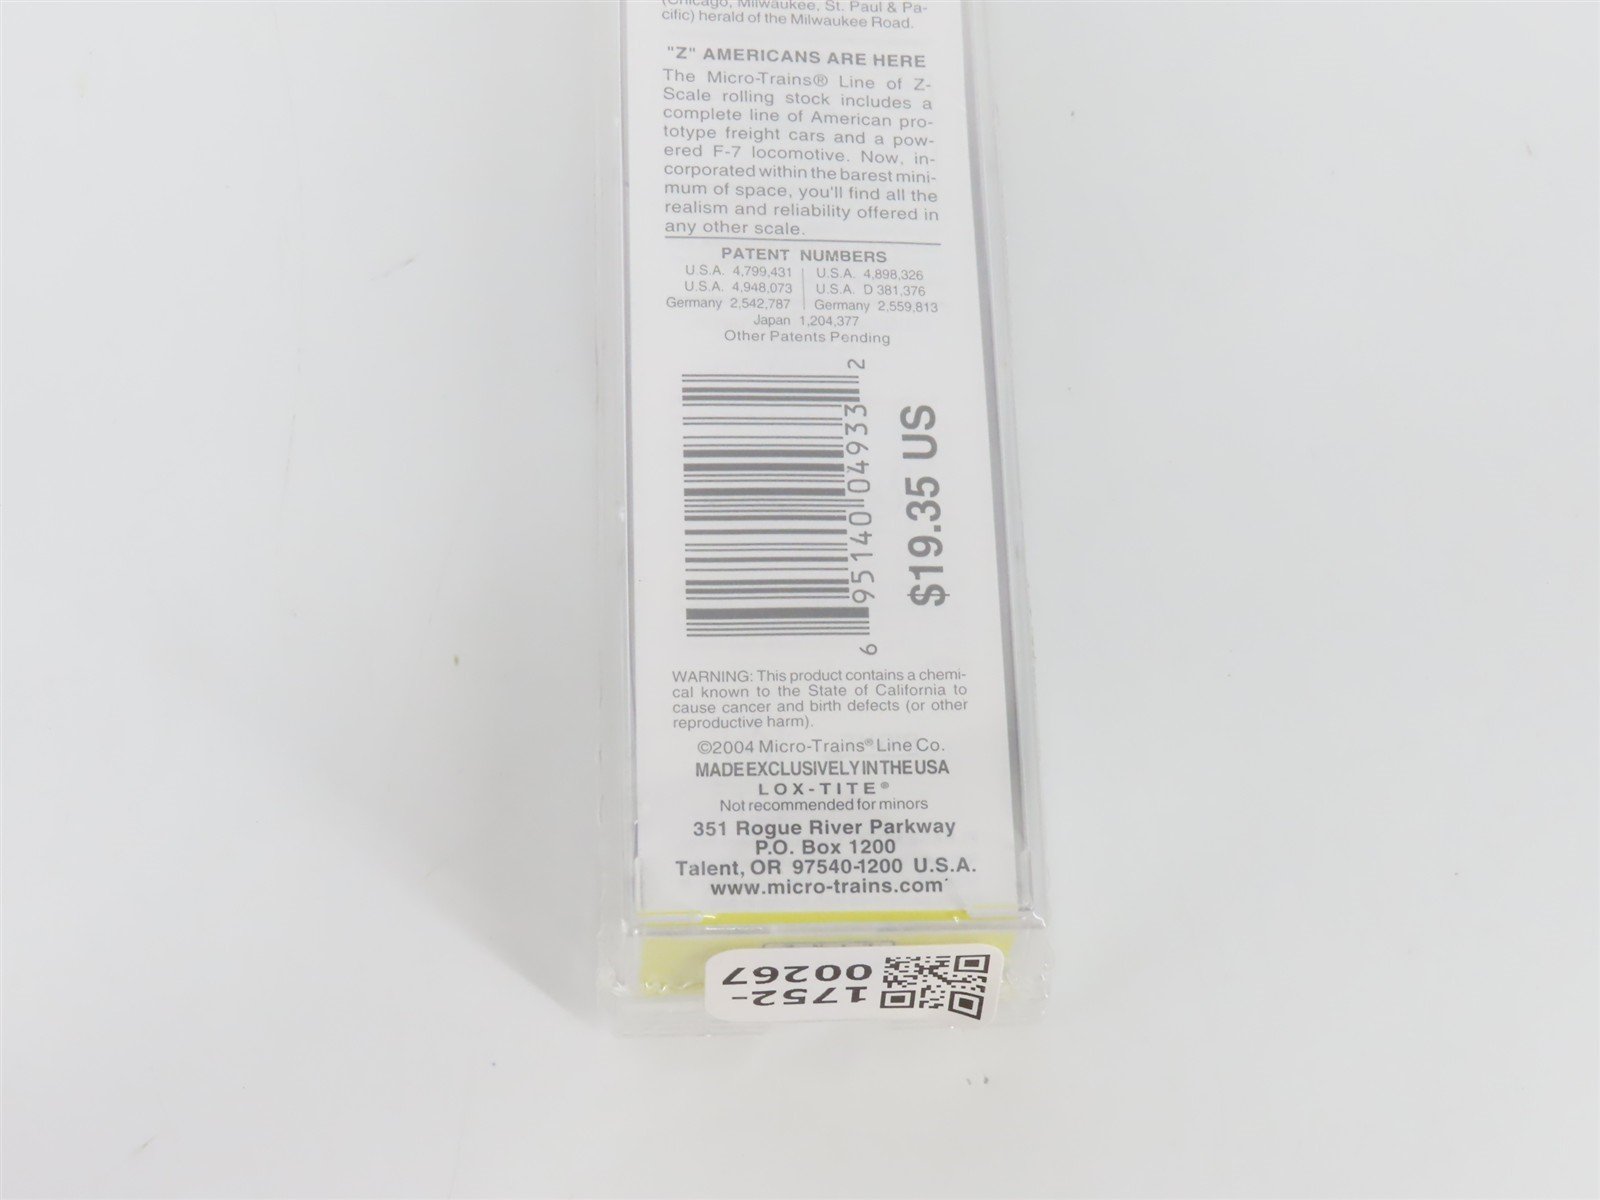 (Chicago, Milwaukee, St. Paul & Pa-
cific) herald of the Milwaukee Road.
"Z" AMERICANS ARE HERE
The Micro-Trains® Line of Z-
Scale rolling stock includes a
complete line of American pro-
totype freight cars and a pow-
ered F-7 locomotive. Now, in-
corporated within the barest mini-
mum of space, you'll find all the
realism and reliability offered in
any other scale.
PATENT NUMBERS
U.S.A. 4,799,431 | U.S.A. 4,898,326
U.S.A. 4,948,073 | U.S.A. D 381,376
Germany 2,542,787 | Germany 2,559,813
Japan 1,204,377
Other Patents Pending
6 95140 04933 2
$19.35 US
WARNING: This product contains a chemi-
cal known to the State of California to
cause cancer and birth defects (or other
reproductive harm).
©2004 Micro-Trains® Line Co.
MADE EXCLUSIVELY IN THE USA
LOX-TITE®
Not recommended for minors
351 Rogue River Parkway
P.O. Box 1200
Talent, OR 97540-1200 U.S.A.
www.micro-trains.com
1752-
00267